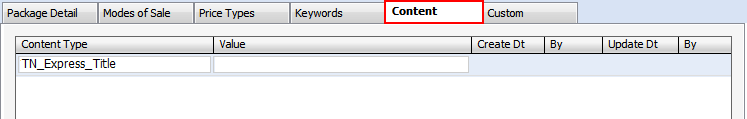 Package Detail Modes of Sale Price Types Keywords Content Custom
Content Type Value Create Dt By Update Dt By
TN_Express_Title